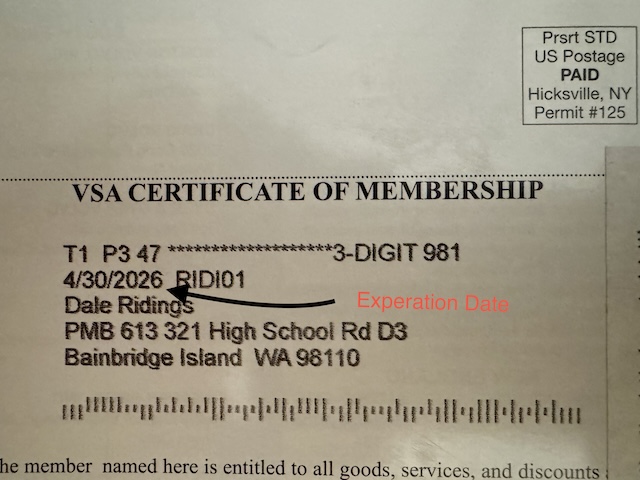 Prsrt STD
US Postage
PAID
Hicksville, NY
Permit #125
VSA CERTIFICATE OF MEMBERSHIP
T1 P3 47 *******************3-DIGIT 981
4/30/2026 RIDI01
Experation Date
Dale Ridings
PMB 613 321 High School Rd D3
Bainbridge Island WA 98110
he member named here is entitled to all goods, services, and discounts